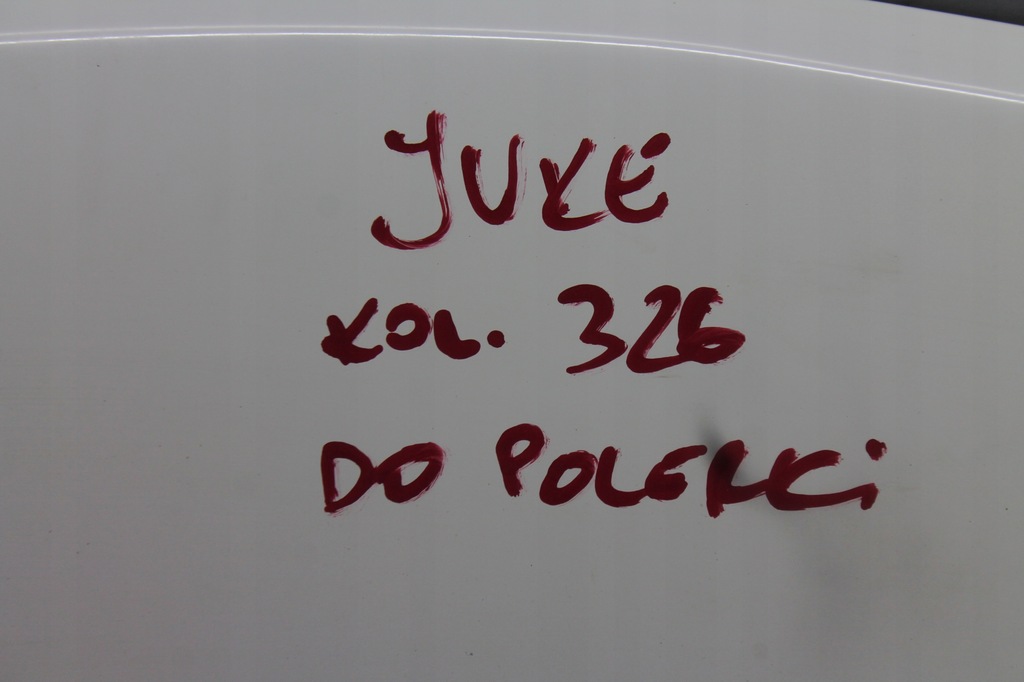 JUKE
KOL. 326
DO POLERKI